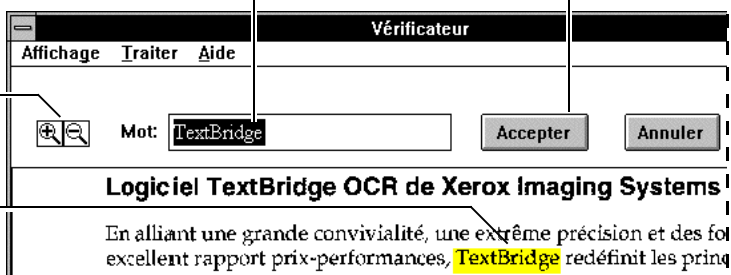 Vérificateur
Affichage Traiter Aide
Mot: TextBridge Accepter Annuler
Logiciel TextBridge OCR de Xerox Imaging Systems
En alliant une grande convivialité, une extrême précision et des fo
excellent rapport prix-performances, TextBridge redéfinit les princ